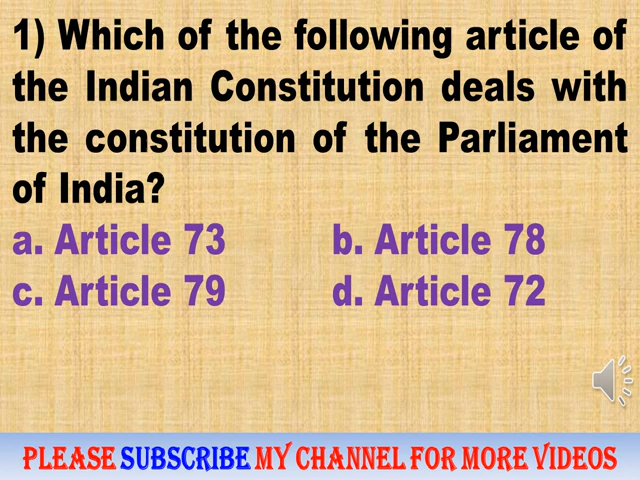 1) Which of the following article of
the Indian Constitution deals with
the constitution of the Parliament
of India?
a. Article 73 b. Article 78
c. Article 79 d. Article 72
PLEASE SUBSCRIBE MY CHANNEL FOR MORE VIDEOS